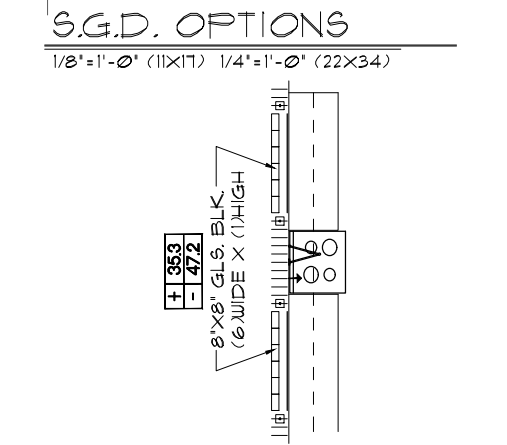 S.G.D. OPTIONS
1/8"=1'-0" (11X17) 1/4"=1'-0" (22X34)
+ 35.3
- 47.2
8"X8" GLS. BLK.
(6)WIDE X (1)HIGH